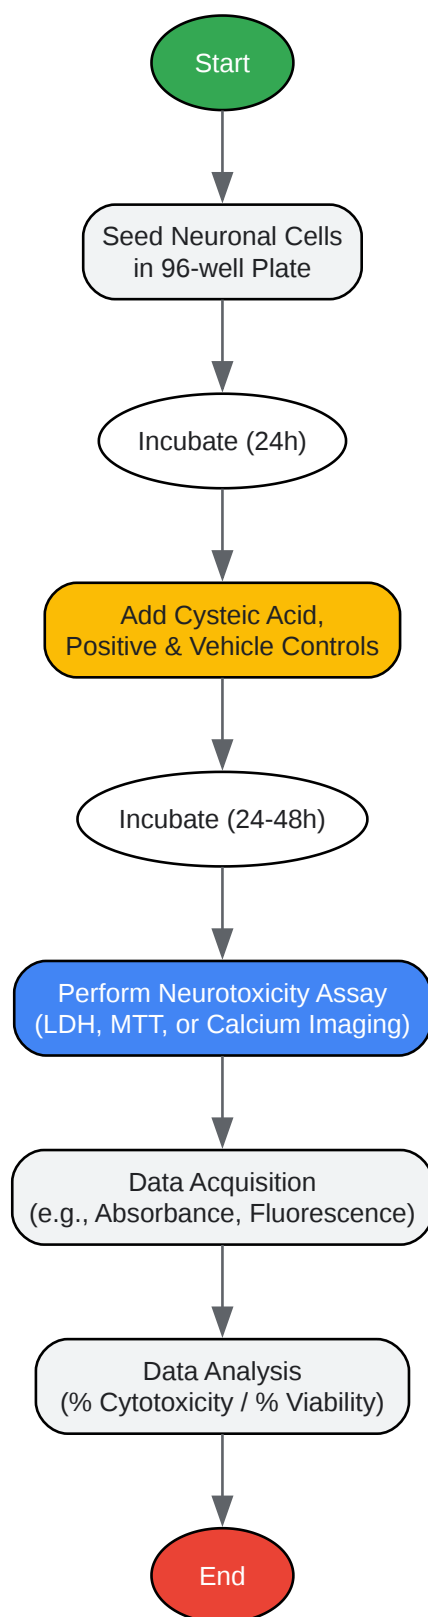 Start
Seed Neuronal Cells
in 96-well Plate
Incubate (24h)
Add Cysteic Acid,
Positive & Vehicle Controls
Incubate (24-48h)
Perform Neurotoxicity Assay
(LDH, MTT, or Calcium Imaging)
Data Acquisition
(e.g., Absorbance, Fluorescence)
Data Analysis
(% Cytotoxicity / % Viability)
End